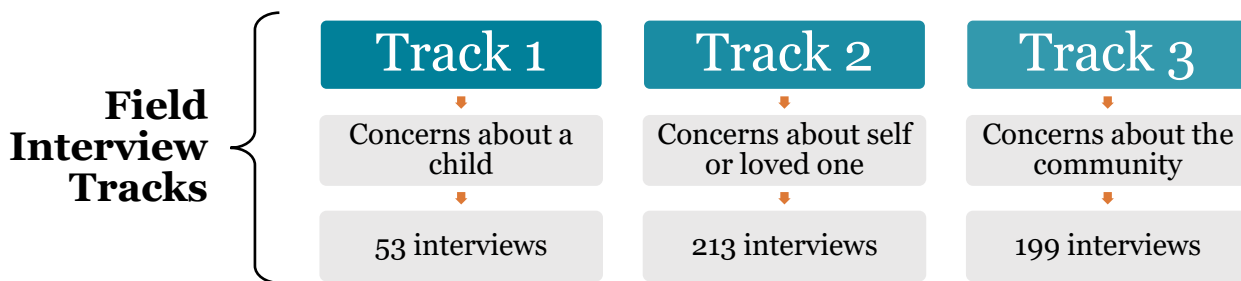 Field
Interview
Tracks
Track 1
Concerns about a
child
53 interviews
Track 2
Concerns about self
or loved one
213 interviews
Track 3
Concerns about the
community
199 interviews